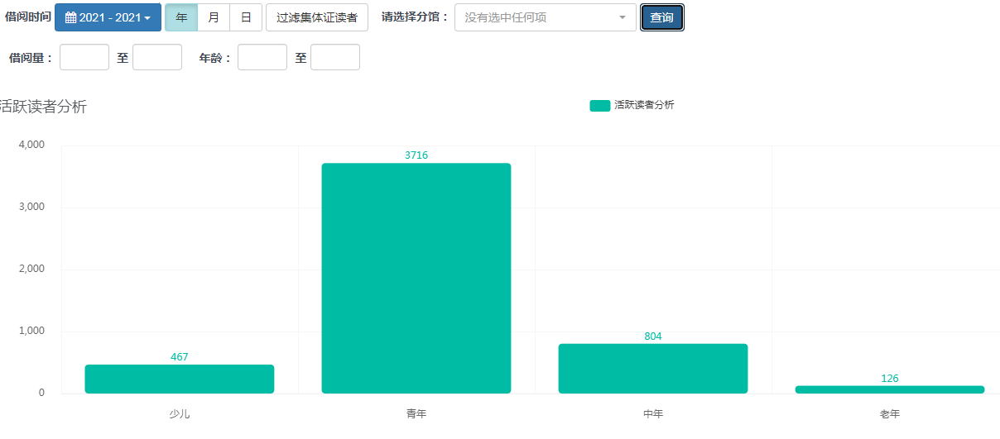 借阅时间 2021 - 2021 年 月 日 过滤集体证读者 请选择分馆： 没有选中任何项 查询
借阅量： 至 年龄： 至
活跃读者分析 活跃读者分析
4,000
3716
3,000
2,000
1,000
804
467
126
0
少儿 青年 中年 老年